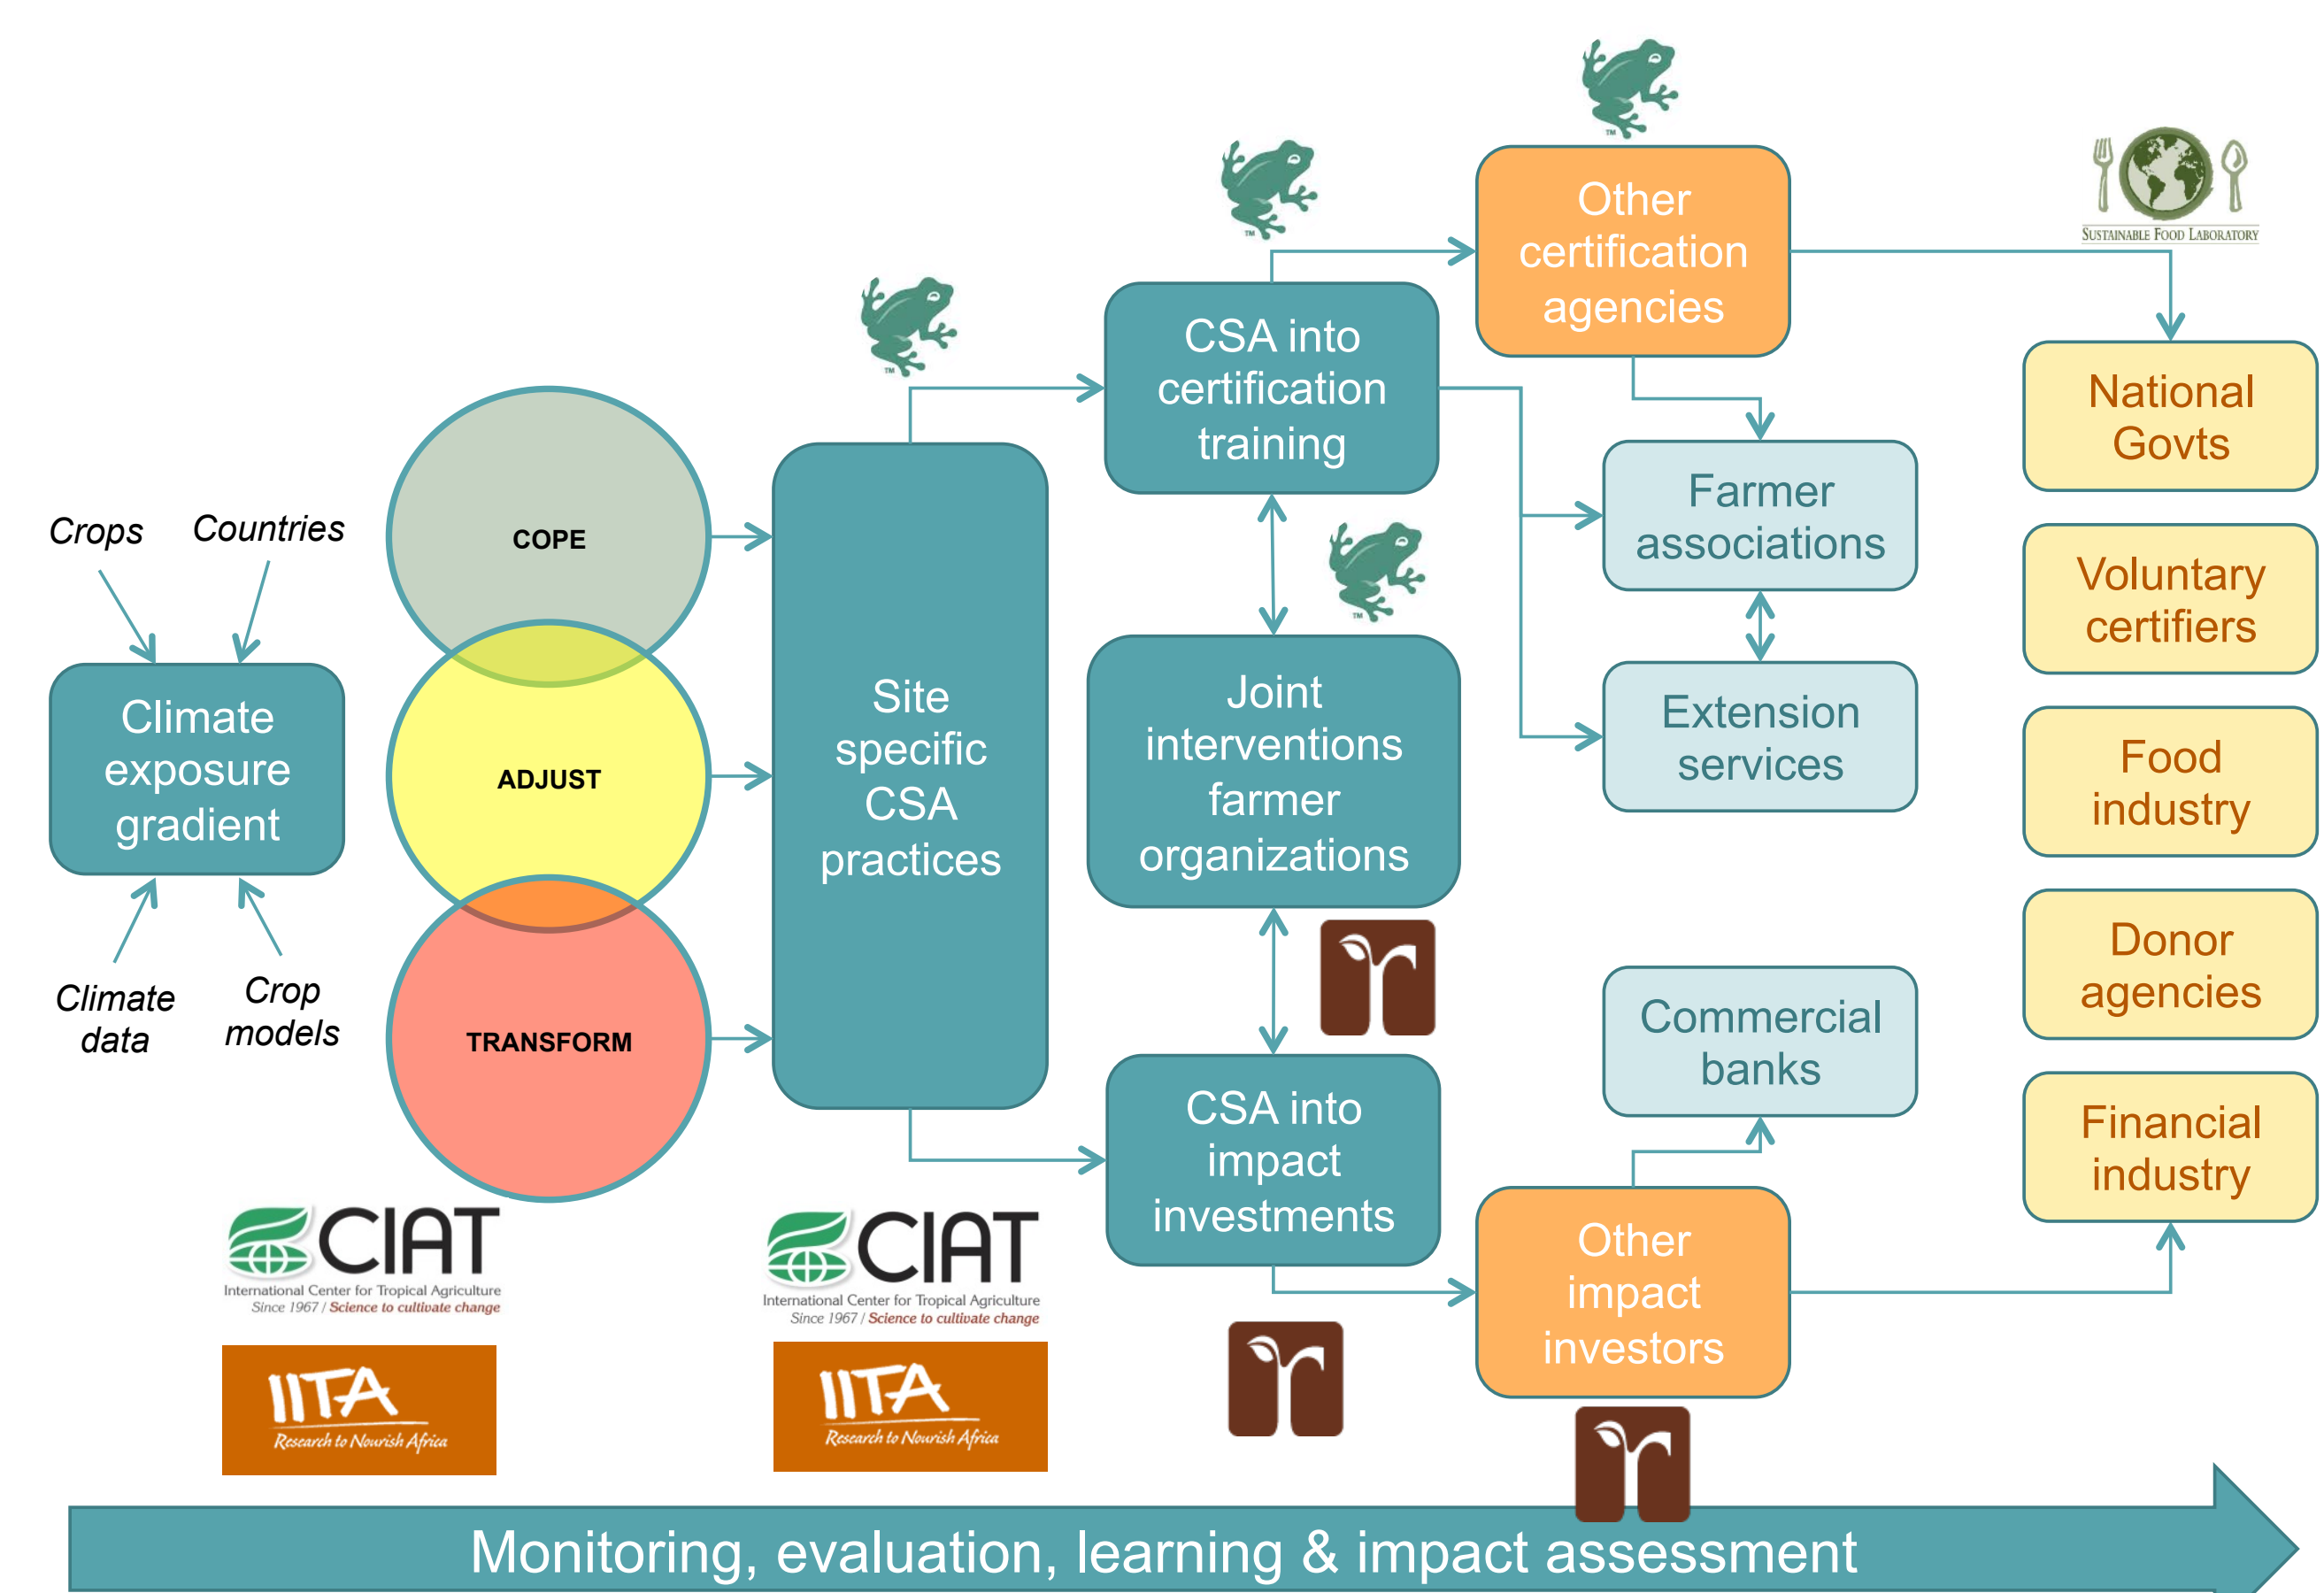 Crops
Countries
Climate
exposure
gradient
Climate
data
Crop
models
COPE
ADJUST
TRANSFORM
CIAT
International Center for Tropical Agriculture
Since 1967 / Science to cultivate change
IITA
Research to Nourish Africa
Site
specific
CSA
practices
CIAT
International Center for Tropical Agriculture
Since 1967 / Science to cultivate change
IITA
Research to Nourish Africa
TM
TM
CSA into
certification
training
TM
Joint
interventions
farmer
organizations
r
CSA into
impact
investments
r
TM
Other
certification
agencies
Farmer
associations
Extension
services
Commercial
banks
Other
impact
investors
r
SUSTAINABLE FOOD LABORATORY
National
Govts
Voluntary
certifiers
Food
industry
Donor
agencies
Financial
industry
Monitoring, evaluation, learning & impact assessment